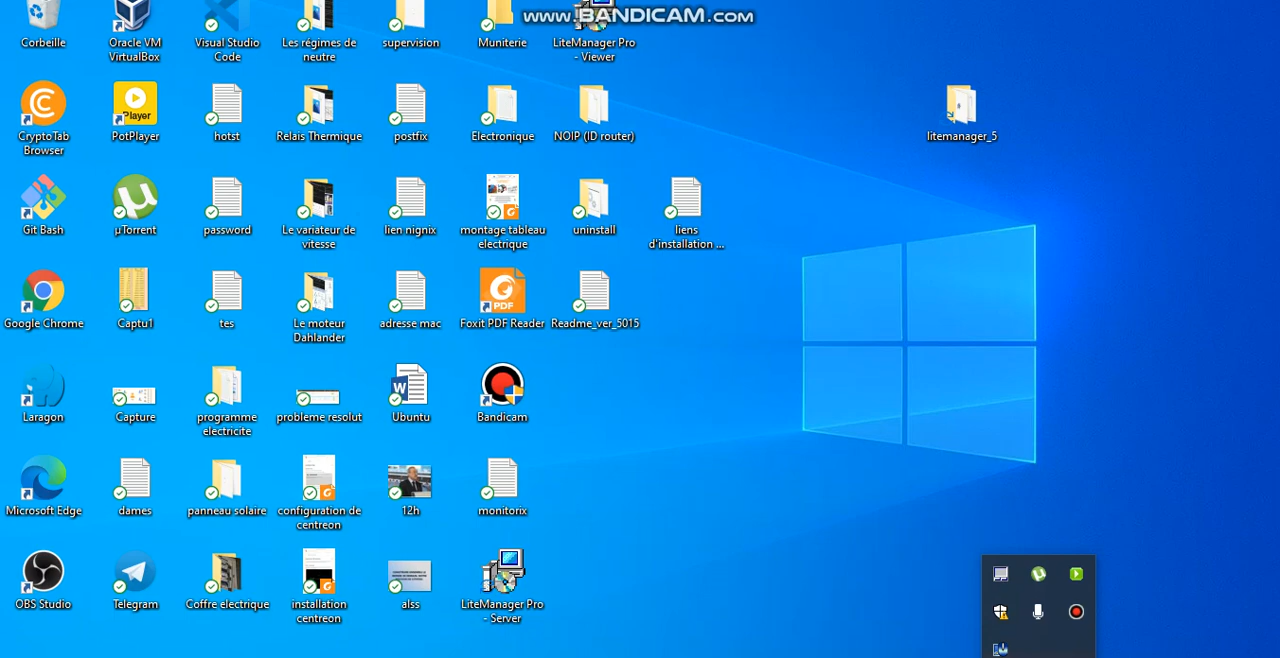 www.BANDICAM.com
Corbeille
Oracle VM
VirtualBox
Visual Studio
Code
Les régimes de
neutre
supervision
Muniterie
LiteManager Pro
- Viewer
CryptoTab
Browser
Player
PotPlayer
hotst
Relais Thermique
postfix
Electronique
NOIP (ID router)
litemanager_5
Git Bash
µTorrent
password
Le variateur de
vitesse
lien nignix
montage tableau
electrique
uninstall
liens
d'installation ...
Google Chrome
Captu1
tes
Le moteur
Dahlander
adresse mac
PDF
Foxit PDF Reader
Readme_ver_5015
Laragon
Capture
programme
electricite
probleme resolut
W
Ubuntu
Bandicam
Microsoft Edge
dames
panneau solaire
configuration de
centreon
12h
monitorix
OBS Studio
Telegram
Coffre electrique
installation
centreon
alss
LiteManager Pro
- Server